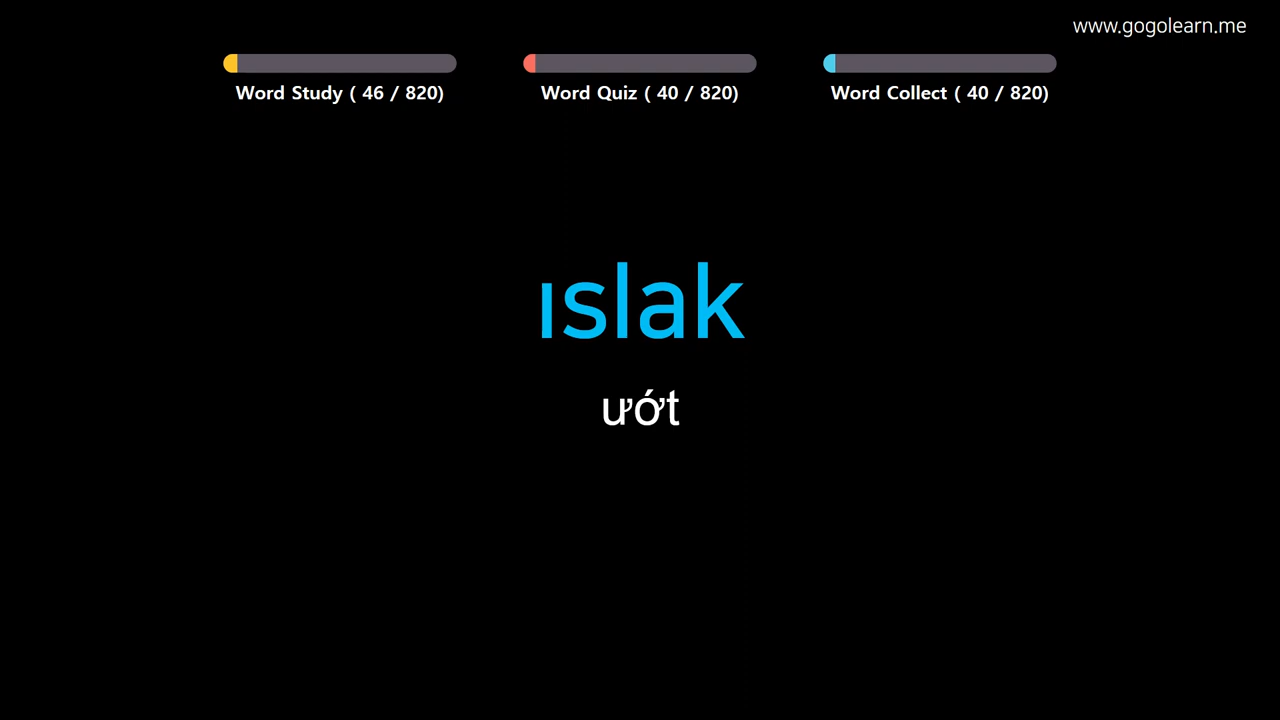 www.gogolearn.me
Word Study ( 46 / 820)
Word Quiz ( 40 / 820)
Word Collect ( 40 / 820)
ıslak
ướt